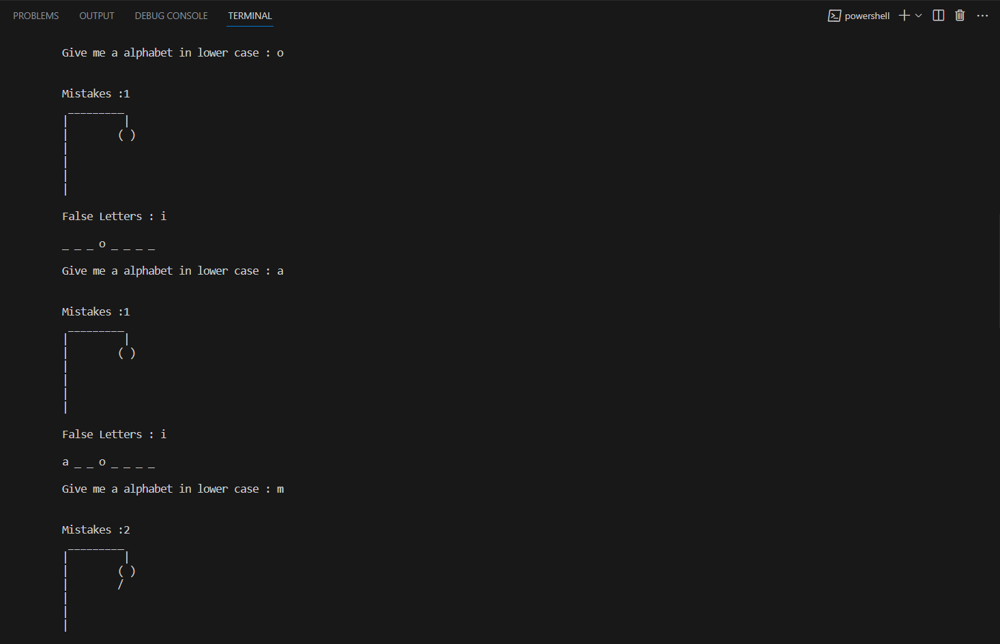 PROBLEMS OUTPUT DEBUG CONSOLE TERMINAL powershell
Give me a alphabet in lower case : o
Mistakes :1
 _________
|         |
|        ( )
|
|
|
|
False Letters : i
_ _ _ o _ _ _ _
Give me a alphabet in lower case : a
Mistakes :1
 _________
|         |
|        ( )
|
|
|
|
False Letters : i
a _ _ o _ _ _ _
Give me a alphabet in lower case : m
Mistakes :2
 _________
|         |
|        ( )
|        /
|
|
|